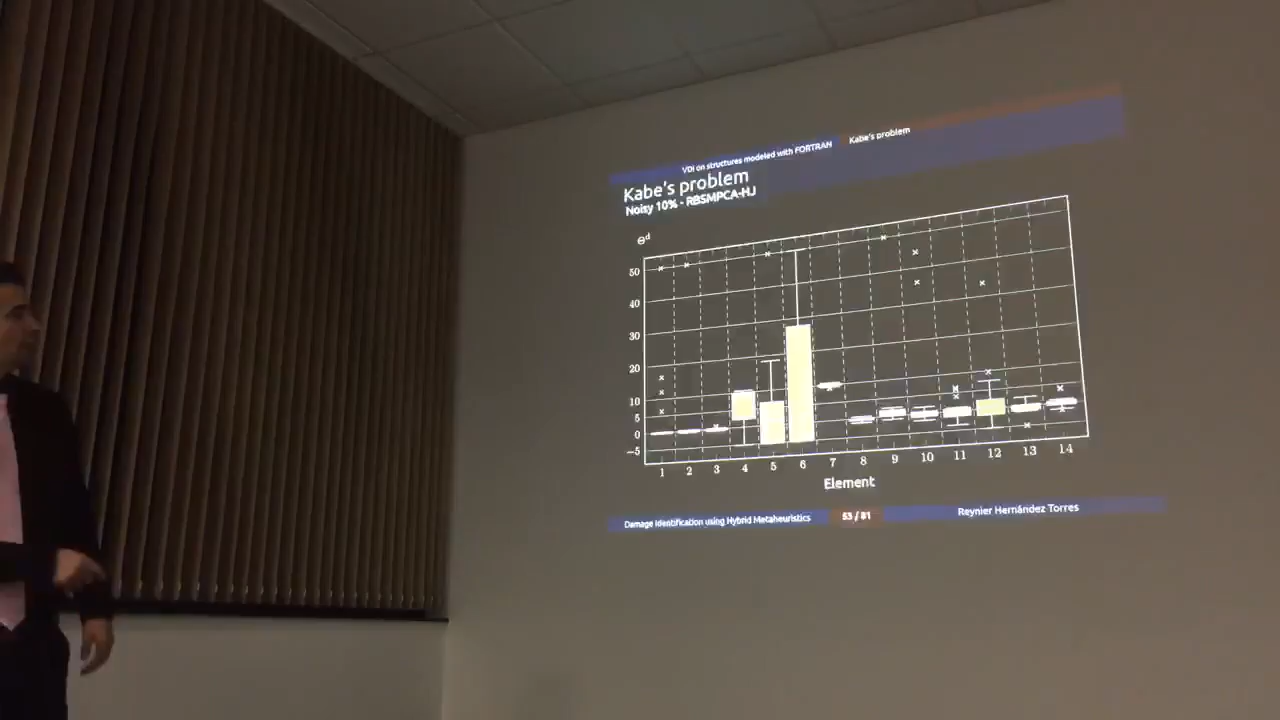 VDI on structures modeled with FORTRAN Kabe's problem
Kabe's problem
Noisy 10% - RBSMPCA-HJ
Θᵈ
50
40
30
20
10
5
0
−5
1 2 3 4 5 6 7 8 9 10 11 12 13 14
Element
Damage Identification using Hybrid Metaheuristics 53 / 81 Reynier Hernández Torres